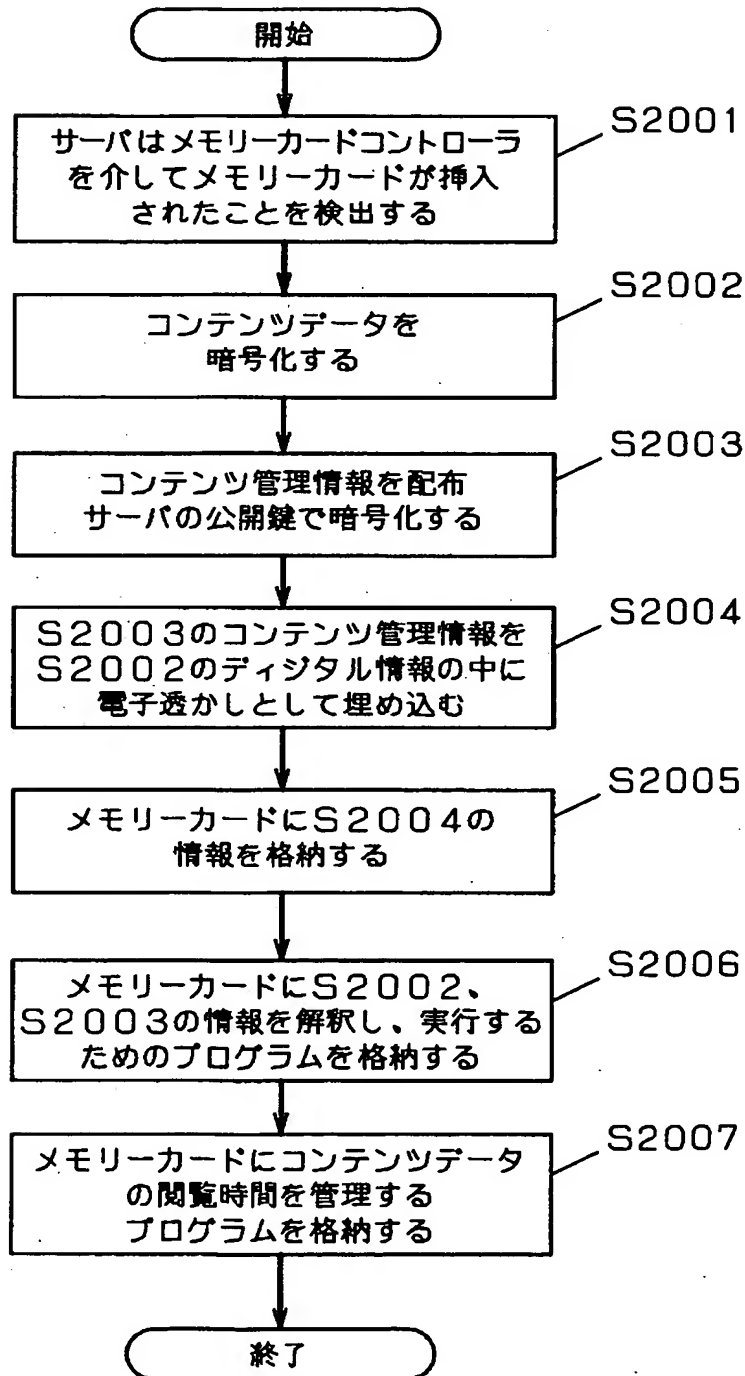 開始
サーバはメモリーカードコントローラ
を介してメモリーカードが挿入
されたことを検出する
S2001
コンテンツデータを
暗号化する
S2002
コンテンツ管理情報を配布
サーバの公開鍵で暗号化する
S2003
S2003のコンテンツ管理情報を
S2002のディジタル情報の中に
電子透かしとして埋め込む
S2004
メモリーカードにS2004の
情報を格納する
S2005
メモリーカードにS2002、
S2003の情報を解釈し、実行する
ためのプログラムを格納する
S2006
メモリーカードにコンテンツデータ
の閲覧時間を管理する
プログラムを格納する
S2007
終了